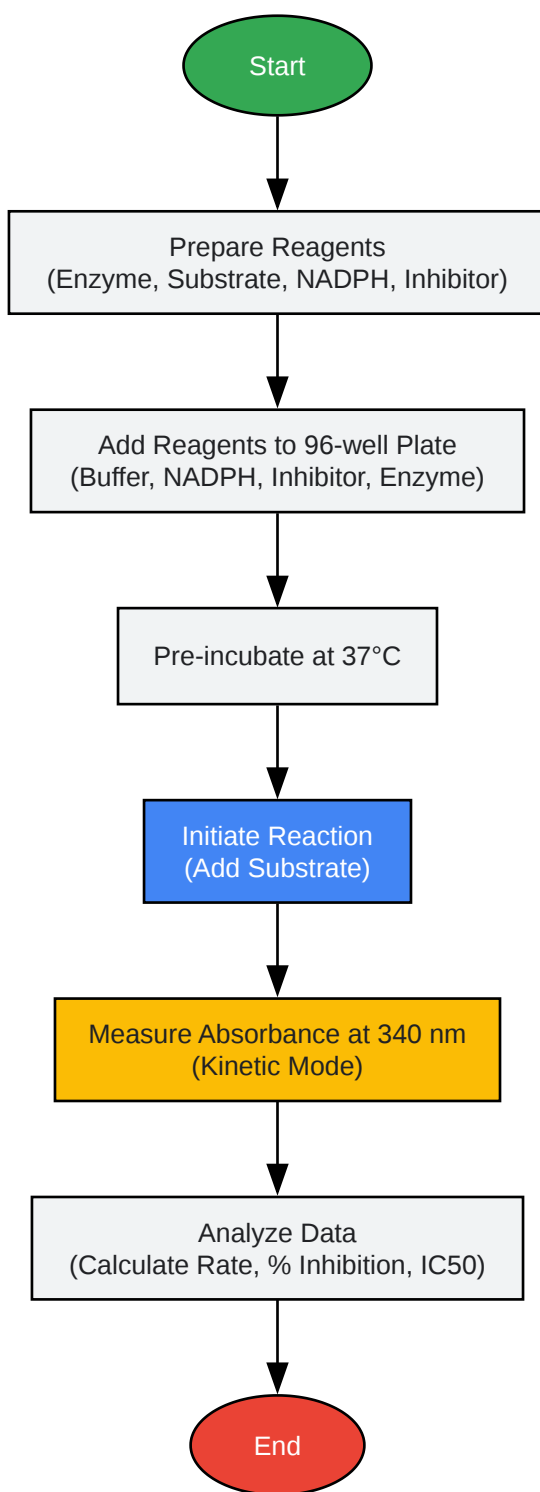 Start
Prepare Reagents
(Enzyme, Substrate, NADPH, Inhibitor)
Add Reagents to 96-well Plate
(Buffer, NADPH, Inhibitor, Enzyme)
Pre-incubate at 37°C
Initiate Reaction
(Add Substrate)
Measure Absorbance at 340 nm
(Kinetic Mode)
Analyze Data
(Calculate Rate, % Inhibition, IC50)
End